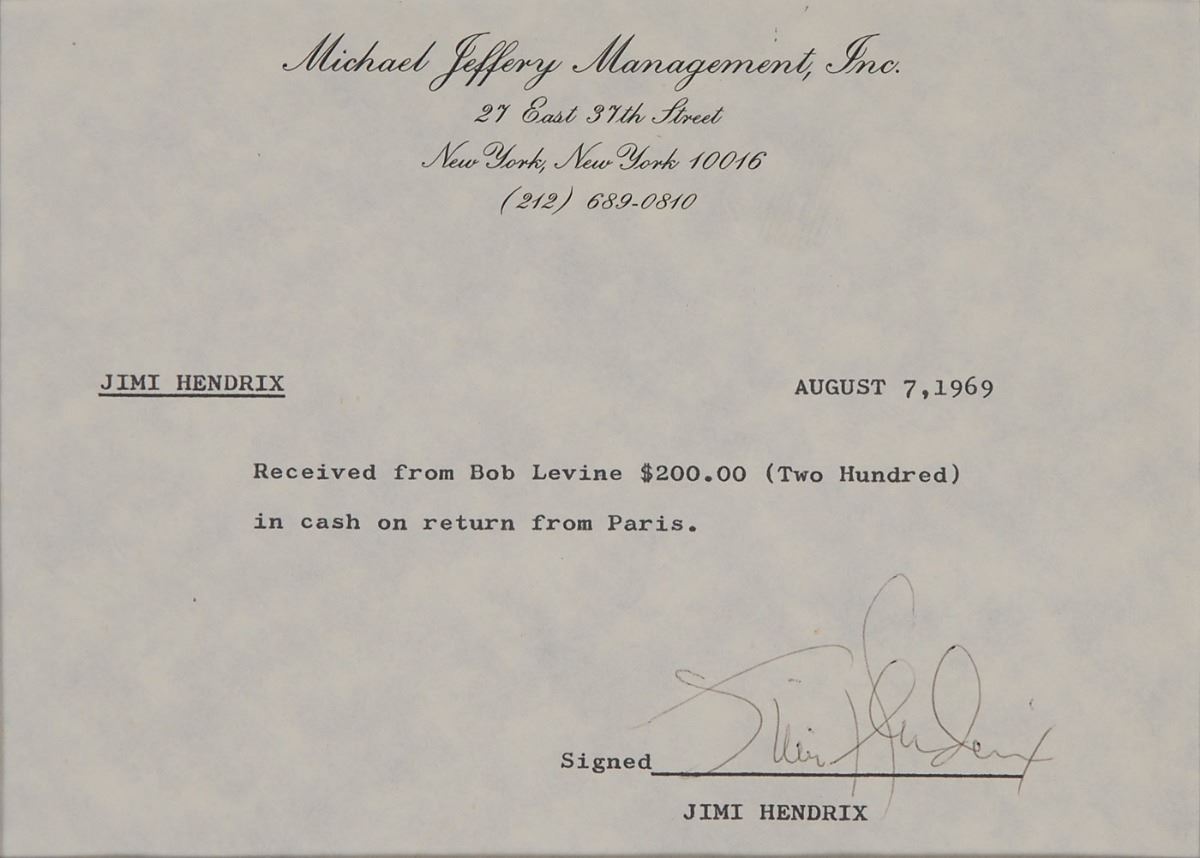 Michael Jeffery Management, Inc.
27 East 37th Street
New York, New York 10016
(212) 689-0810
JIMI HENDRIX
AUGUST 7,1969
Received from Bob Levine $200.00 (Two Hundred)
in cash on return from Paris.
Jimi Hendrix
Signed
JIMI HENDRIX